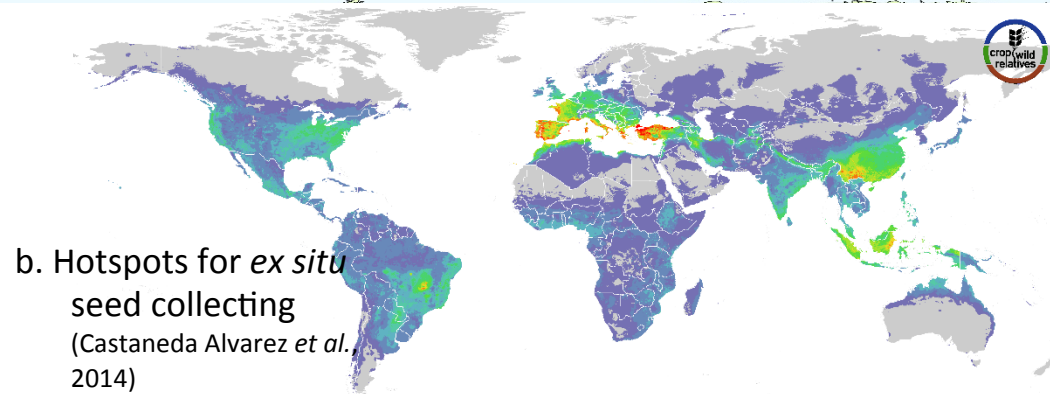 crop wild
relatives
b. Hotspots for ex situ
seed collecting
(Castaneda Alvarez et al.,
2014)